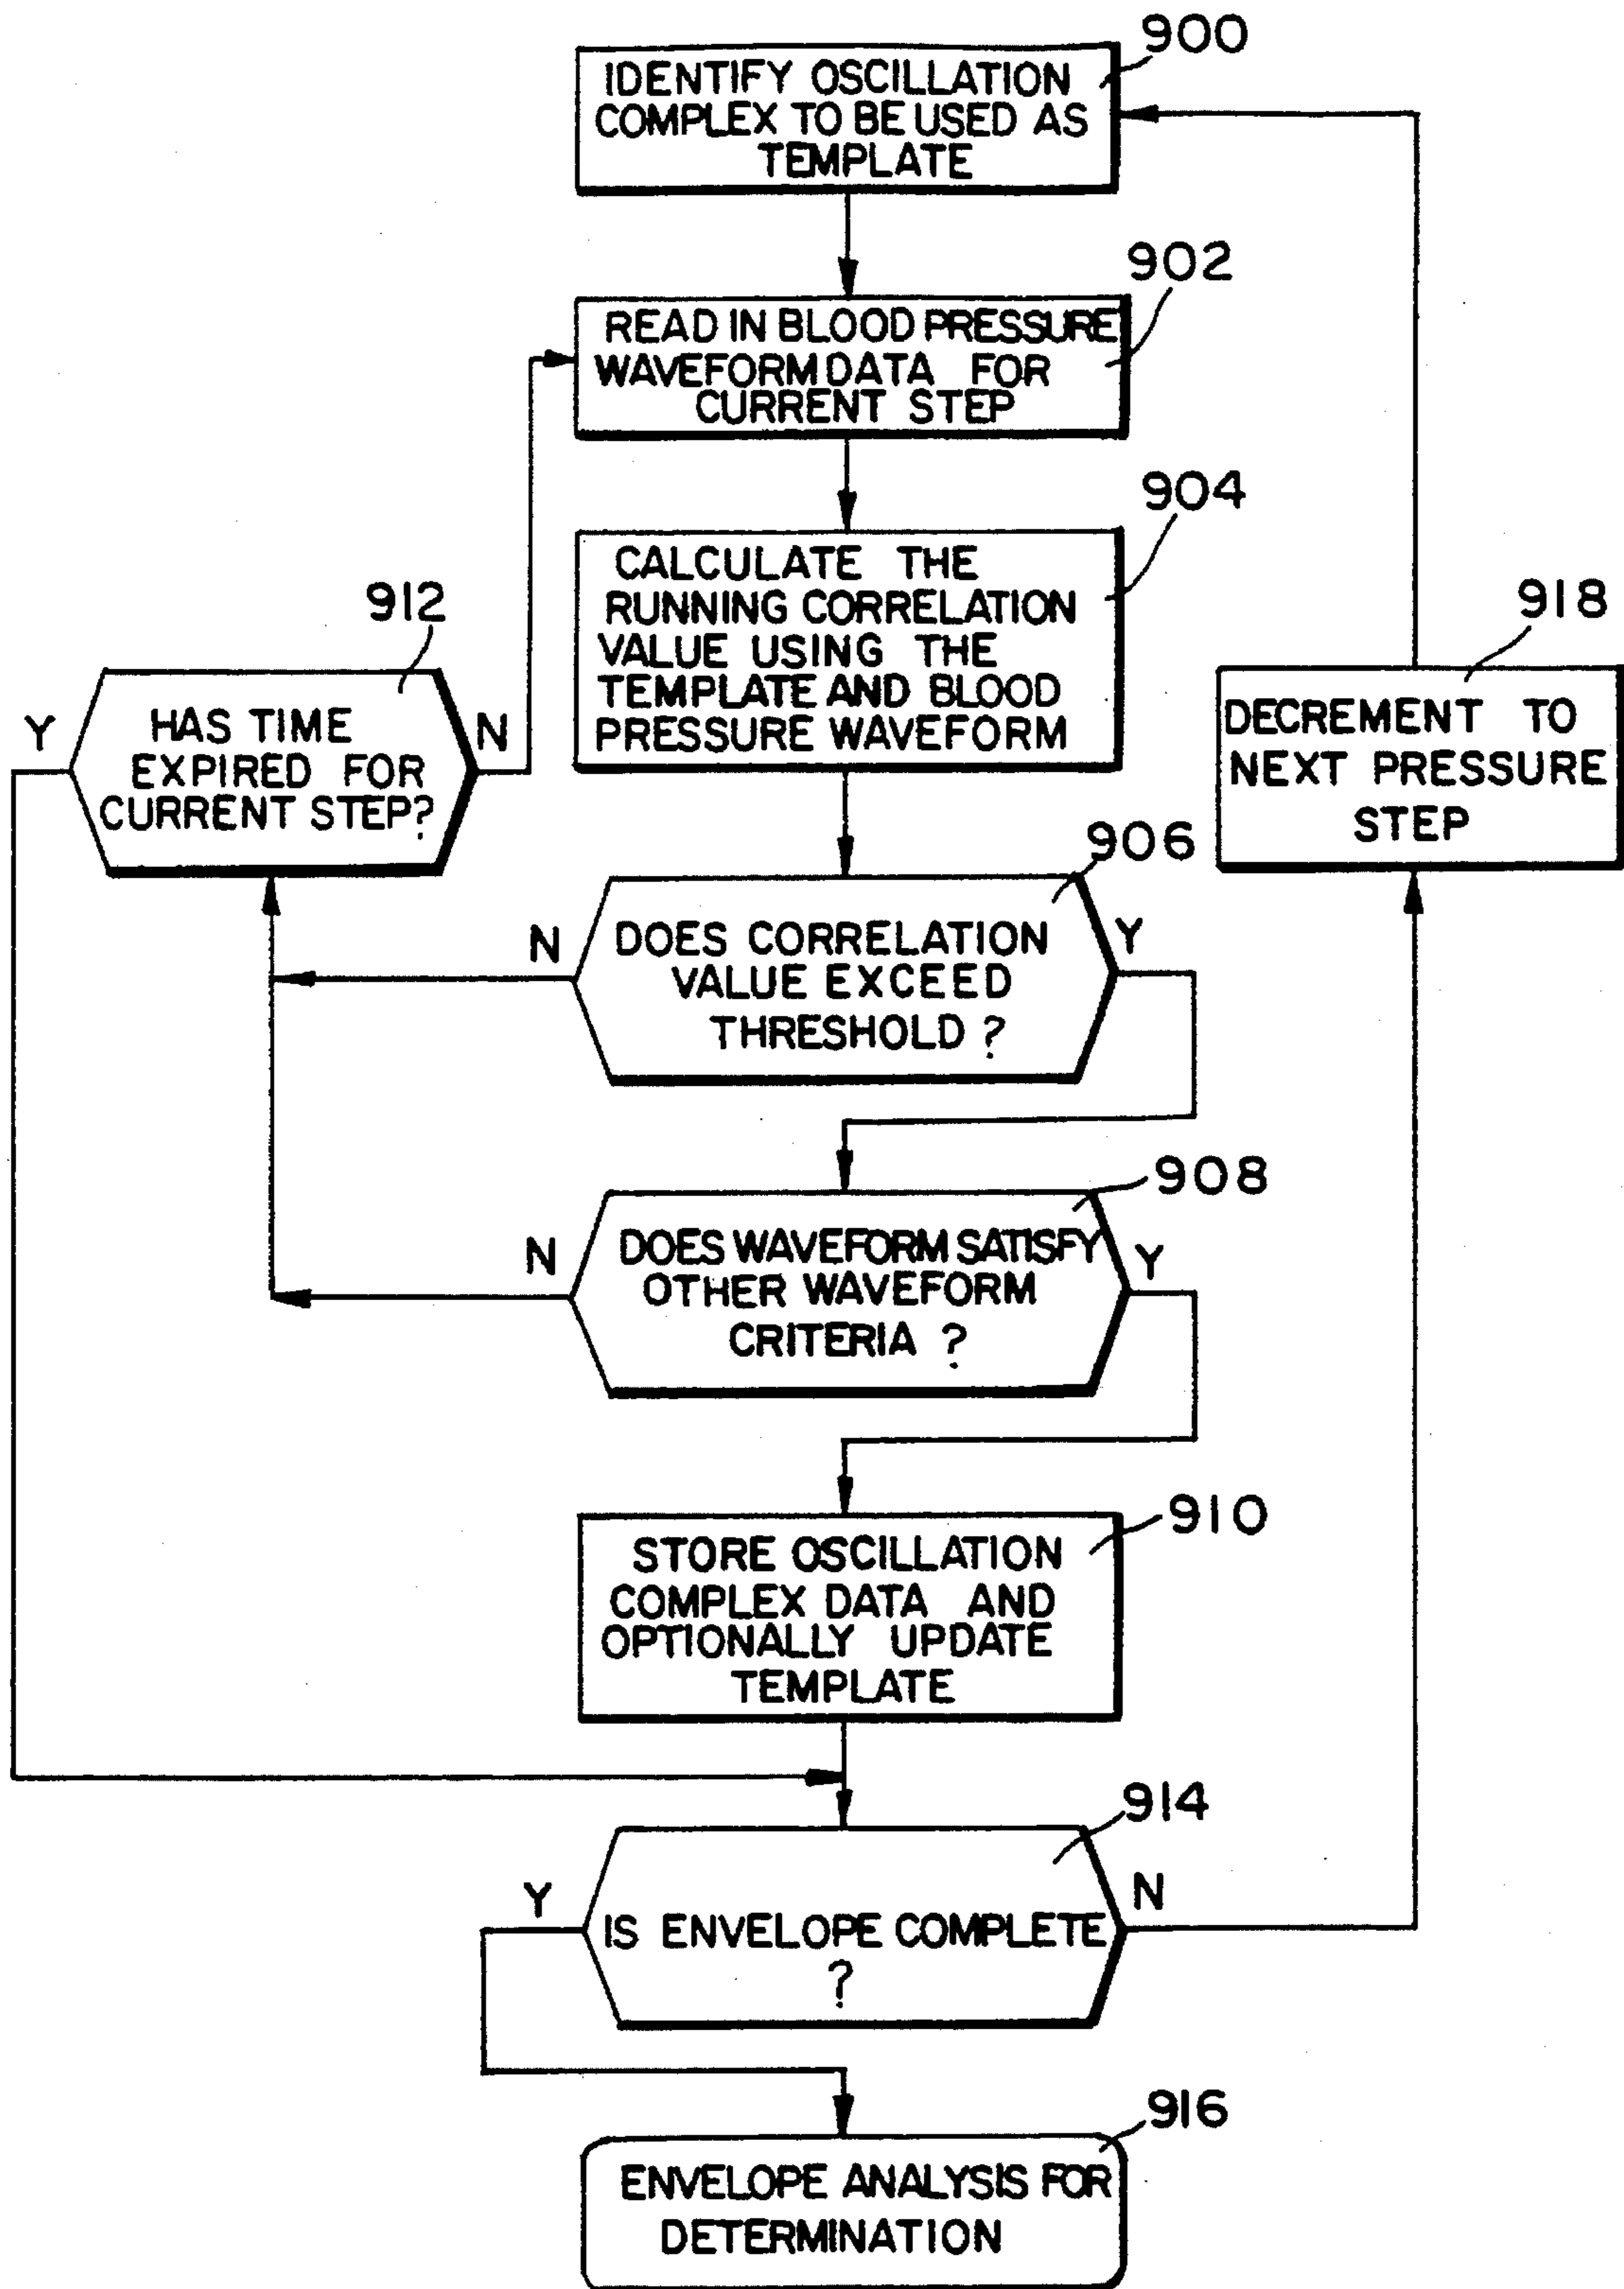 900
IDENTIFY OSCILLATION
COMPLEX TO BE USED AS
TEMPLATE
902
READ IN BLOOD PRESSURE
WAVEFORM DATA FOR
CURRENT STEP
904
CALCULATE THE
RUNNING CORRELATION
VALUE USING THE
TEMPLATE AND BLOOD
PRESSURE WAVEFORM
912
Y
HAS TIME
EXPIRED FOR
CURRENT STEP?
N
918
DECREMENT TO
NEXT PRESSURE
STEP
906
N
DOES CORRELATION
VALUE EXCEED
THRESHOLD ?
Y
908
N
DOES WAVEFORM SATISFY
OTHER WAVEFORM
CRITERIA ?
Y
910
STORE OSCILLATION
COMPLEX DATA AND
OPTIONALLY UPDATE
TEMPLATE
914
Y
IS ENVELOPE COMPLETE
?
N
916
ENVELOPE ANALYSIS FOR
DETERMINATION